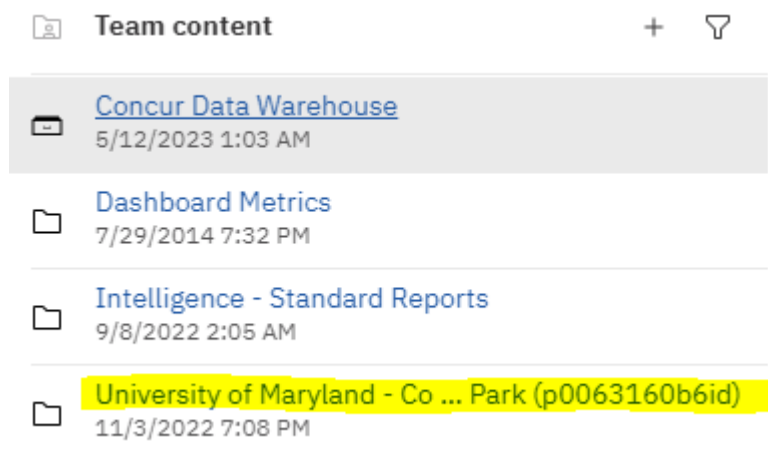 Team content
Concur Data Warehouse
5/12/2023 1:03 AM
Dashboard Metrics
7/29/2014 7:32 PM
Intelligence - Standard Reports
9/8/2022 2:05 AM
University of Maryland - Co ... Park (p0063160b6id)
11/3/2022 7:08 PM